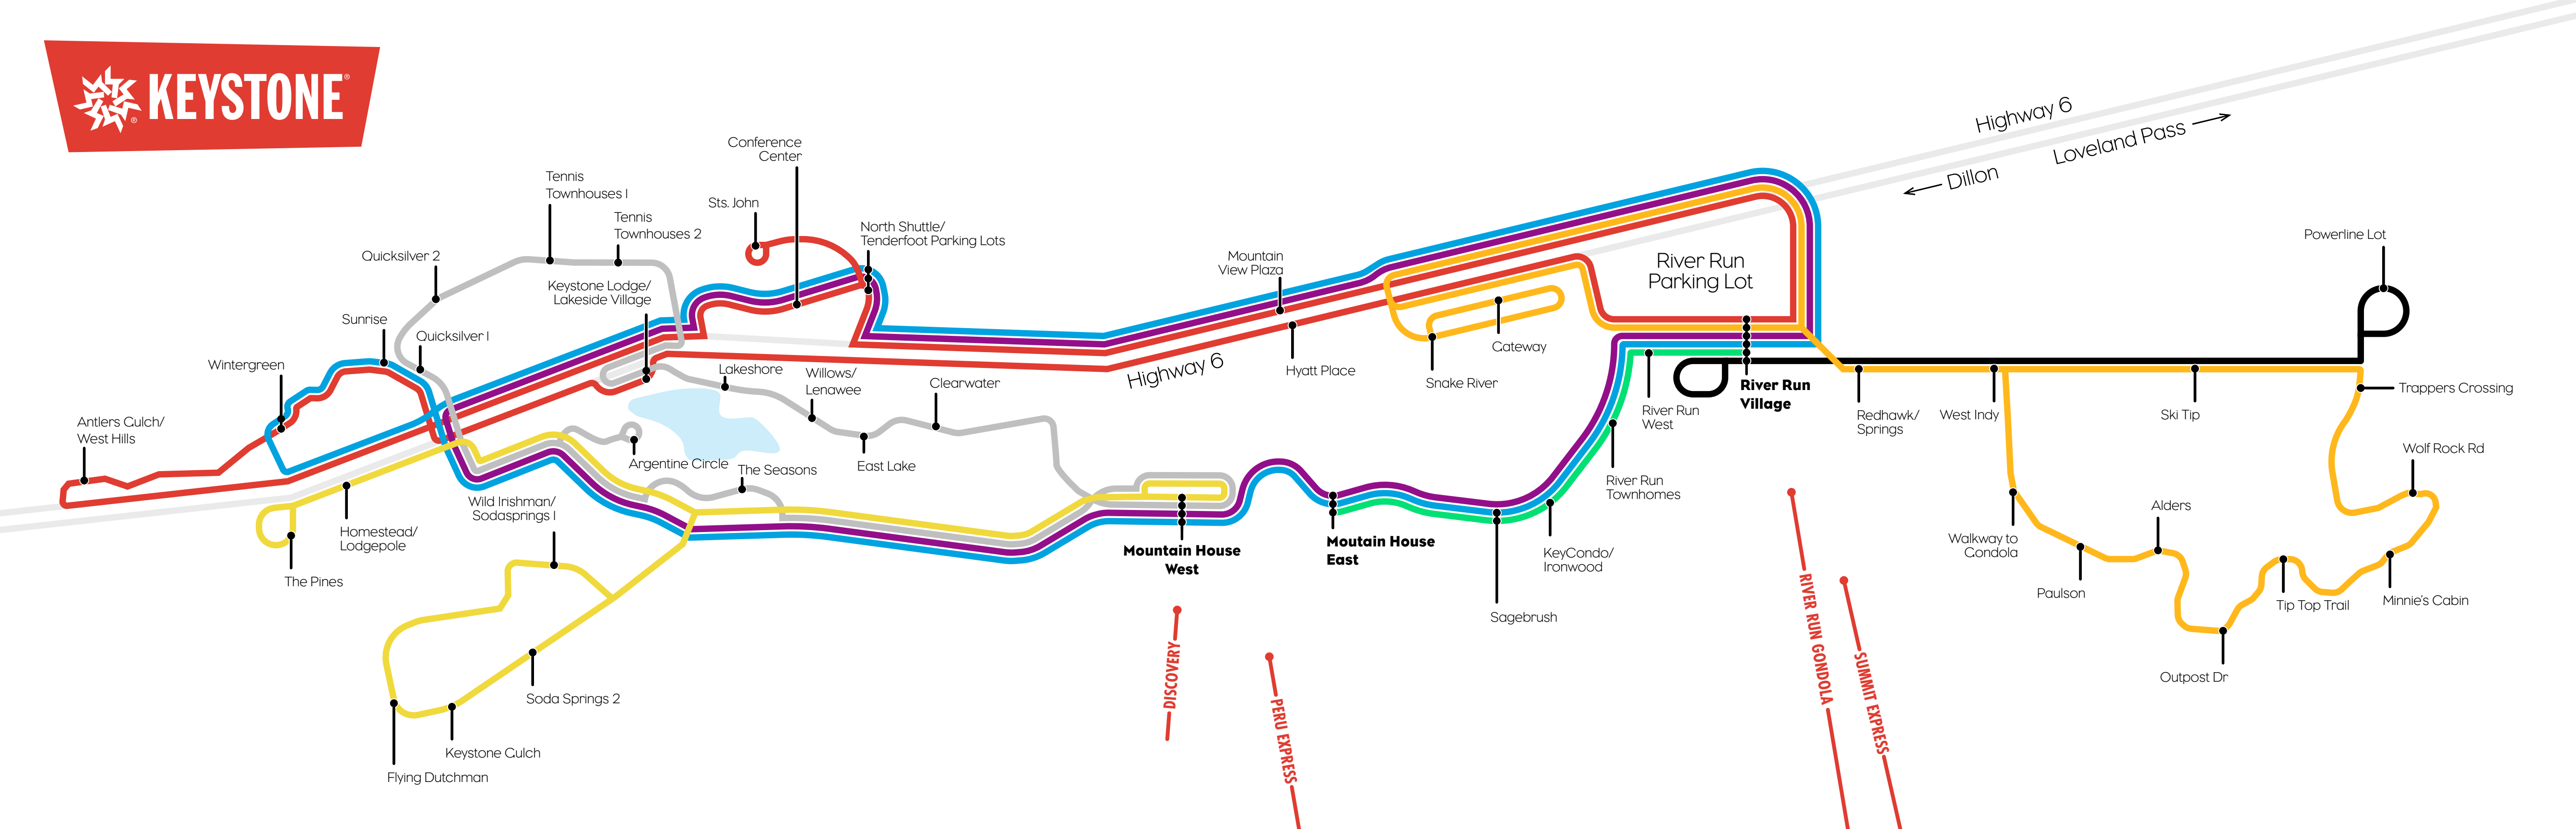 KEYSTONE®
®
Highway 6
Loveland Pass
Dillon
Conference
Center
Tennis
Townhouses 1
Sts. John
Tennis
Townhouses 2
North Shuttle/
Tenderfoot Parking Lots
Quicksilver 2
Keystone Lodge/
Lakeside Village
Mountain
View Plaza
River Run
Parking Lot
Powerline Lot
Sunrise
Quicksilver 1
Wintergreen
Lakeshore
Willows/
Lenawee
Clearwater
Highway 6
Hyatt Place
Snake River
Gateway
River Run
West
River Run
Village
Redhawk/
Springs
West Indy
Ski Tip
Trappers Crossing
Antlers Gulch/
West Hills
Argentine Circle
The Seasons
East Lake
River Run
Townhomes
Wolf Rock Rd
Wild Irishman/
Sodasprings 1
Homestead/
Lodgepole
The Pines
Mountain House
West
Moutain House
East
KeyCondo/
Ironwood
Sagebrush
Walkway to
Gondola
Alders
Paulson
Tip Top Trail
Minnie's Cabin
Outpost Dr
Soda Springs 2
Keystone Gulch
Flying Dutchman
DISCOVERY
PERU EXPRESS
RIVER RUN GONDOLA
SUMMIT EXPRESS